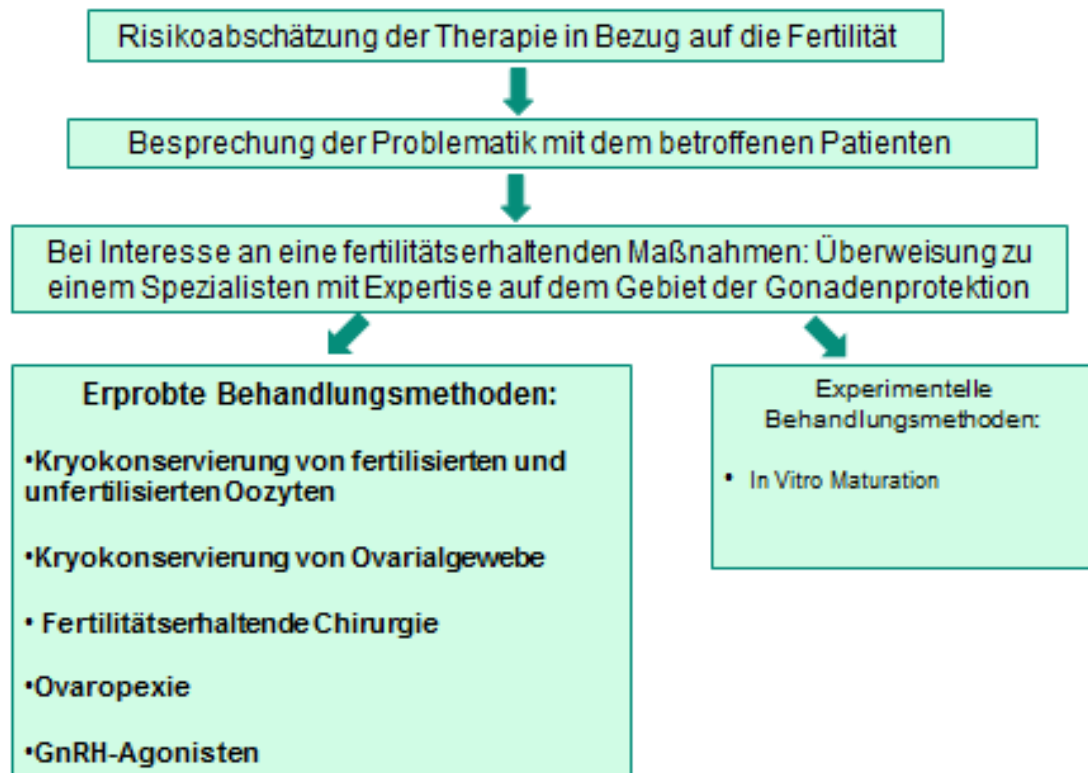 Risikoabschätzung der Therapie in Bezug auf die Fertilität
Besprechung der Problematik mit dem betroffenen Patienten
Bei Interesse an eine fertilitätserhaltenden Maßnahmen: Überweisung zu
einem Spezialisten mit Expertise auf dem Gebiet der Gonadenprotektion
Erprobte Behandlungsmethoden:
•Kryokonservierung von fertilisierten und
unfertilisierten Oozyten
•Kryokonservierung von Ovarialgewebe
• Fertilitätserhaltende Chirurgie
•Ovaropexie
•GnRH-Agonisten
Experimentelle
Behandlungsmethoden:
• In Vitro Maturation